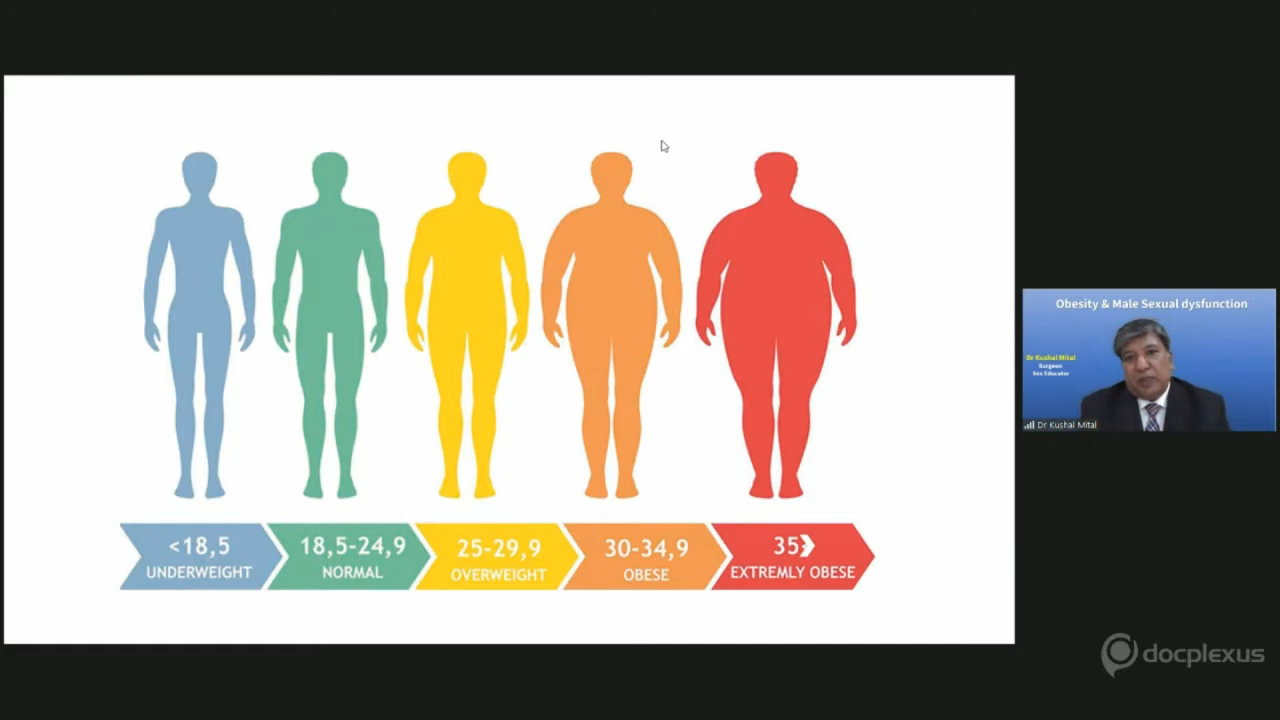 <18,5
UNDERWEIGHT
18,5-24,9
NORMAL
25-29,9
OVERWEIGHT
30-34,9
OBESE
35
EXTREMLY OBESE
Obesity & Male Sexual dysfunction
Dr Kushal Mital
Surgeon
Sex Educator
Dr Kushal Mital
docplexus